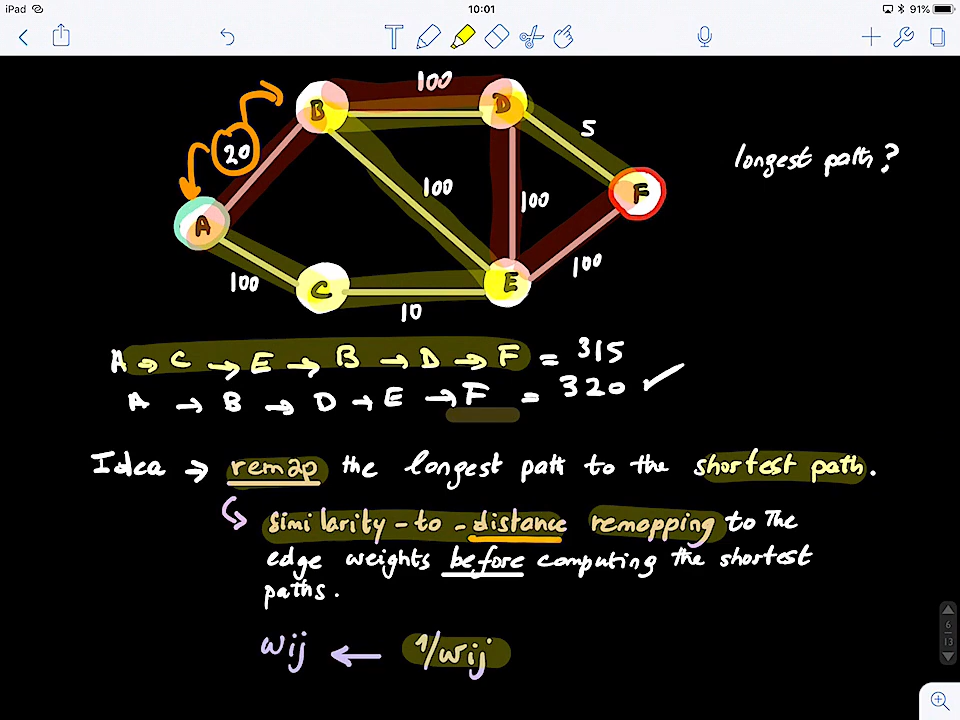 iPad
10:01
91%
T
B
100
D
20
5
longest path?
100
100
F
A
100
100
C
E
10
A → C → E → B → D → F = 315
A → B → D → E → F = 320 ✓
Idea → remap the longest path to the shortest path.
similarity-to-distance remapping to the
edge weights before computing the shortest
paths.
wij ← 1/wij
6
13